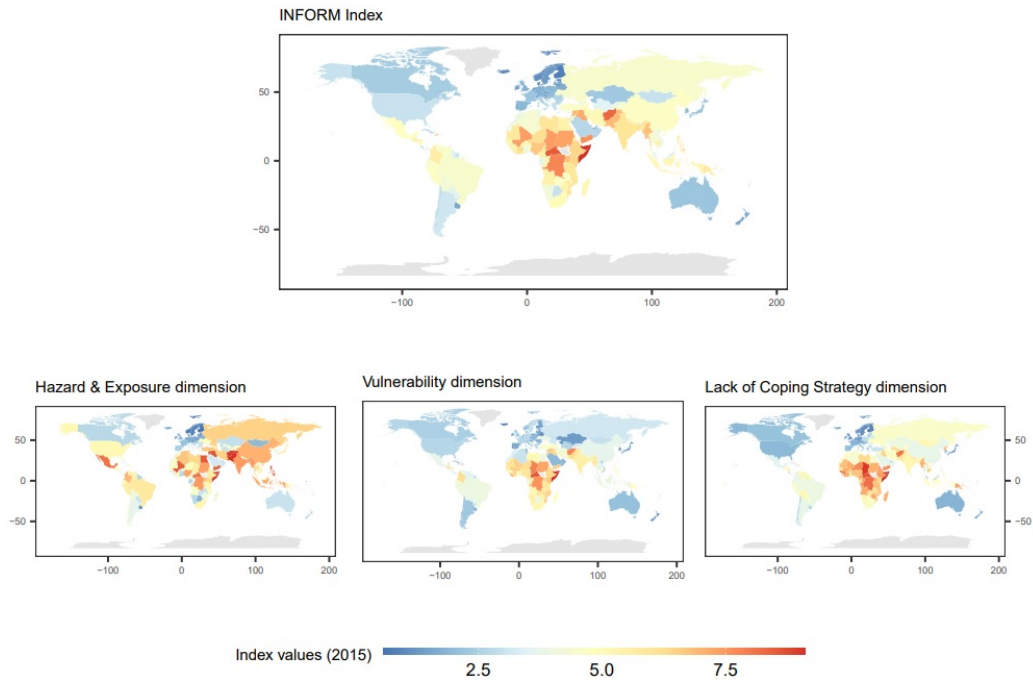 INFORM Index
50
0
−50
−100 0 100 200
Hazard & Exposure dimension
Vulnerability dimension
Lack of Coping Strategy dimension
50
0
−50
50
0
−50
−100 0 100 200
−100 0 100 200
−100 0 100 200
Index values (2015)
2.5 5.0 7.5